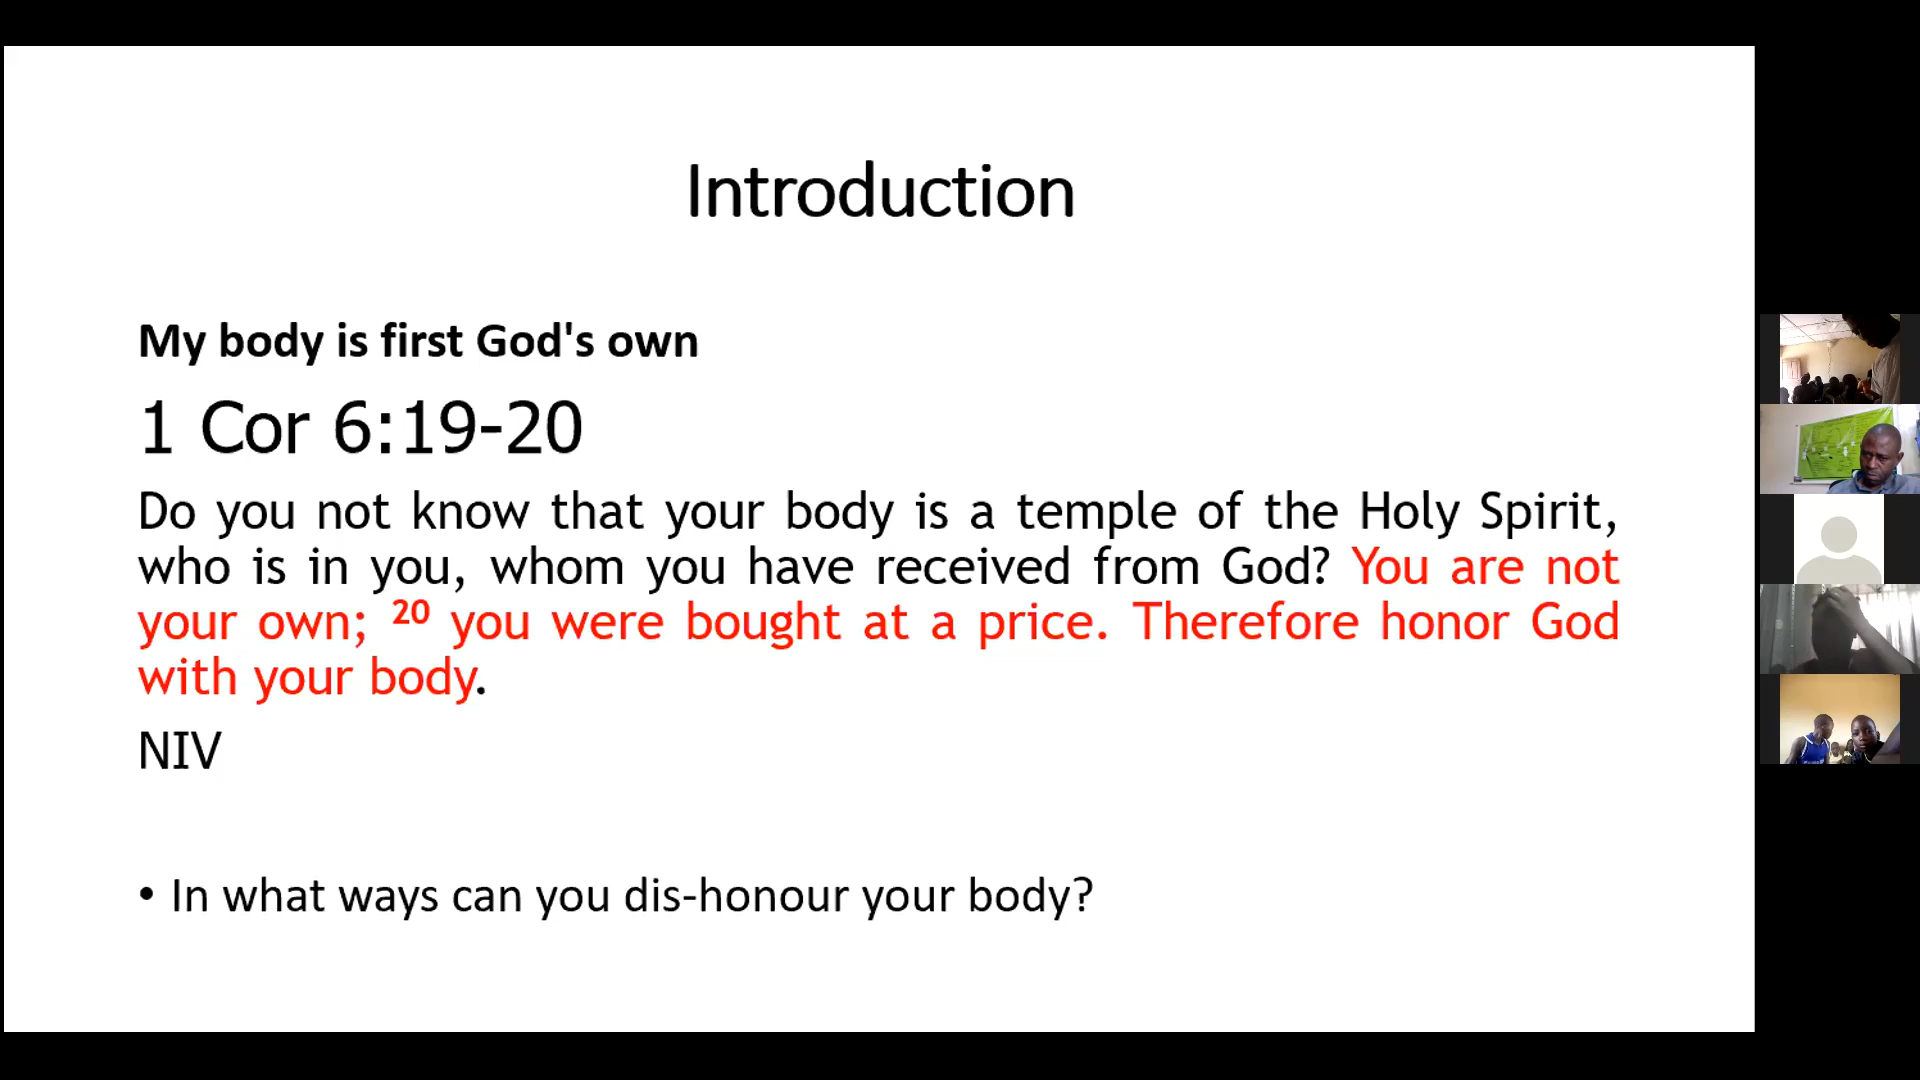 Introduction
My body is first God's own
1 Cor 6:19-20
Do you not know that your body is a temple of the Holy Spirit,
who is in you, whom you have received from God? You are not
your own; 20 you were bought at a price. Therefore honor God
with your body.
NIV
• In what ways can you dis-honour your body?